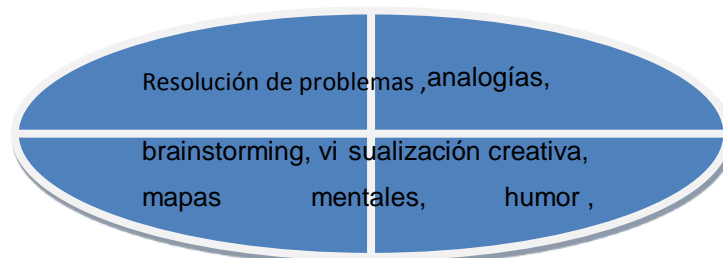 Resolución de problemas ,analogías,
brainstorming, vi sualización creativa,
mapas mentales, humor ,